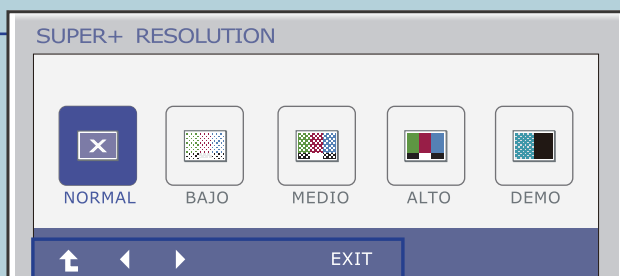 SUPER+ RESOLUTION
NORMAL BAJO MEDIO ALTO DEMO
EXIT